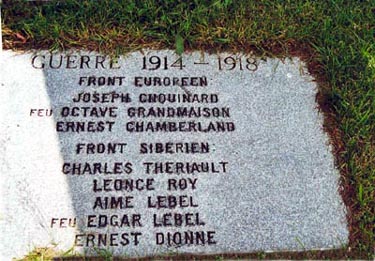 GUERRE 1914 - 1918
FRONT EUROPEEN:
JOSEPH CHOUINARD
FEU OCTAVE GRANDMAISON
ERNEST CHAMBERLAND
FRONT SIBERIEN:
CHARLES THERIAULT
LEONCE ROY
AIME LEBEL
FEU EDGAR LEBEL
ERNEST DIONNE